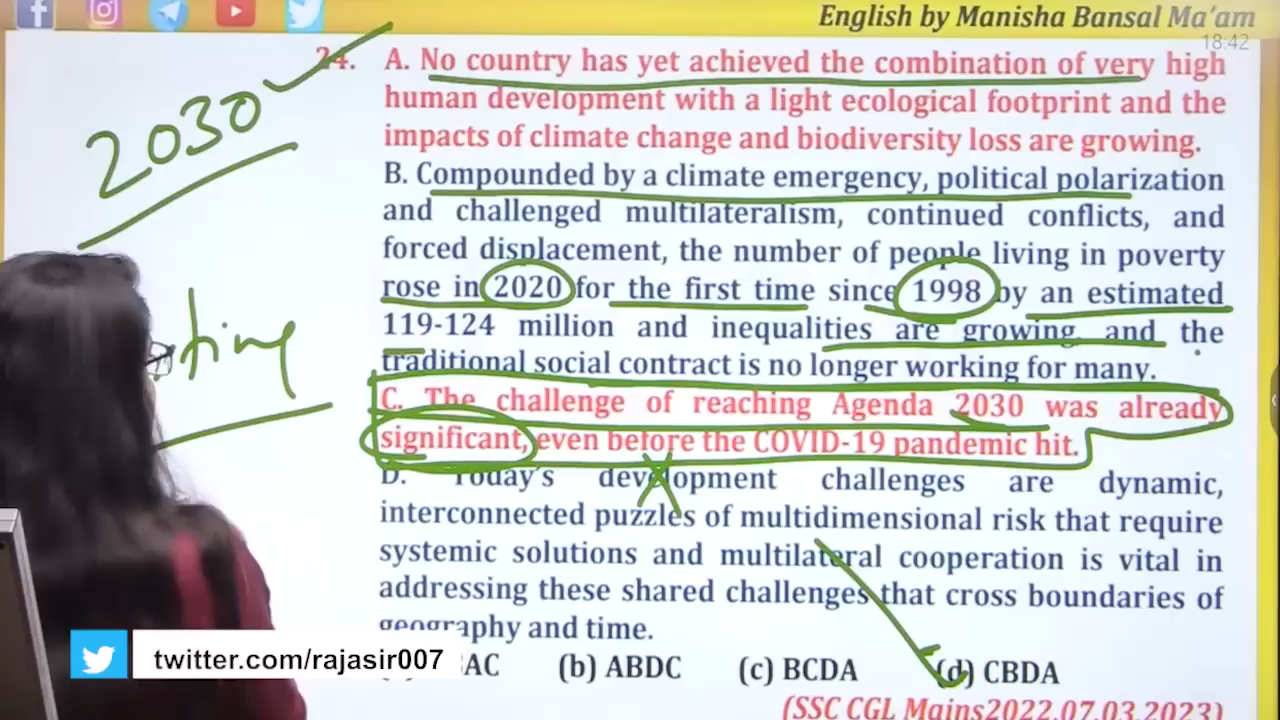 English by Manisha Bansal Ma'am
18:42
2030
24. A. No country has yet achieved the combination of very high
human development with a light ecological footprint and the
impacts of climate change and biodiversity loss are growing.
B. Compounded by a climate emergency, political polarization
and challenged multilateralism, continued conflicts, and
forced displacement, the number of people living in poverty
rose in 2020 for the first time since 1998 by an estimated
119-124 million and inequalities are growing and the
time
traditional social contract is no longer working for many.
C. The challenge of reaching Agenda 2030 was already
significant, even before the COVID-19 pandemic hit.
D. Today's development challenges are dynamic,
interconnected puzzles of multidimensional risk that require
systemic solutions and multilateral cooperation is vital in
addressing these shared challenges that cross boundaries of
geography and time.
twitter.com/rajasir007
AC (b) ABDC (c) BCDA (d) CBDA
(SSC CGL Mains2022,07.03.2023)